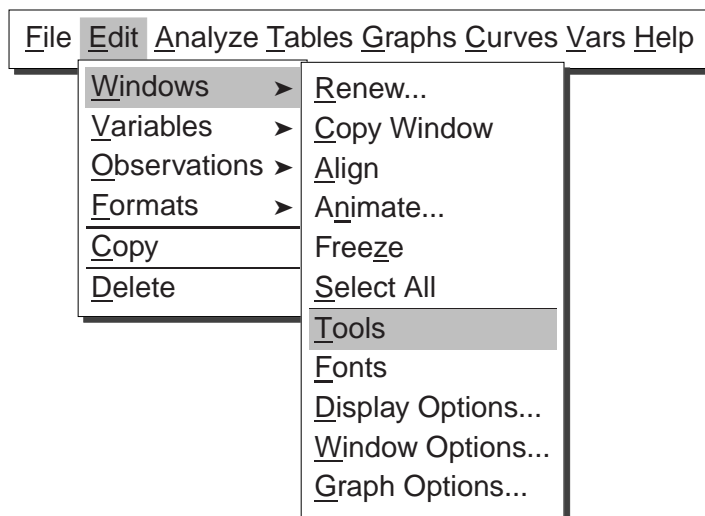 File Edit Analyze Tables Graphs Curves Vars Help
Windows ➤
Variables ➤
Observations ➤
Formats ➤
Copy
Delete
Renew...
Copy Window
Align
Animate...
Freeze
Select All
Tools
Fonts
Display Options...
Window Options...
Graph Options...